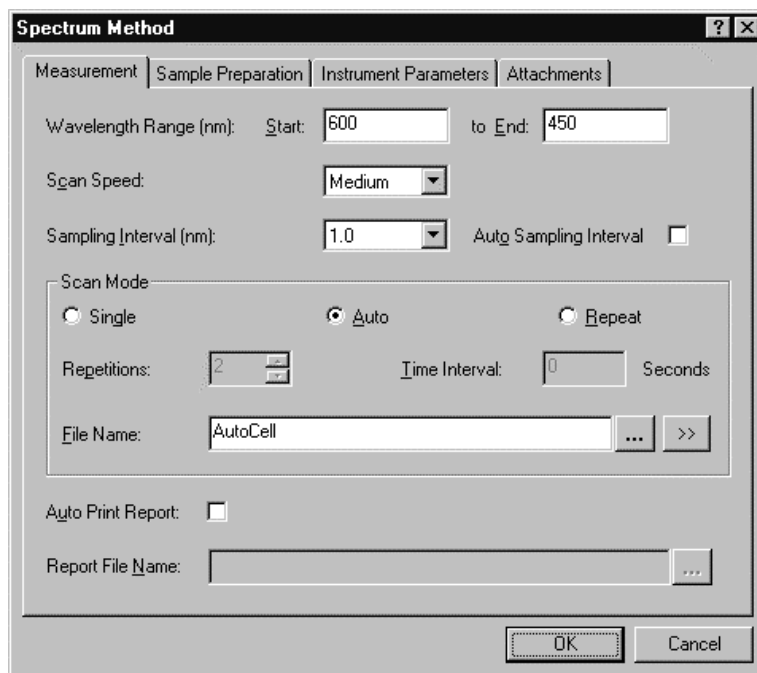 Spectrum Method
Measurement Sample Preparation Instrument Parameters Attachments
Wavelength Range (nm): Start: 600 to End: 450
Scan Speed: Medium
Sampling Interval (nm): 1.0 Auto Sampling Interval
Scan Mode
Single Auto Repeat
Repetitions: 2 Time Interval: 0 Seconds
File Name: AutoCell ... >>
Auto Print Report:
Report File Name: ...
OK Cancel